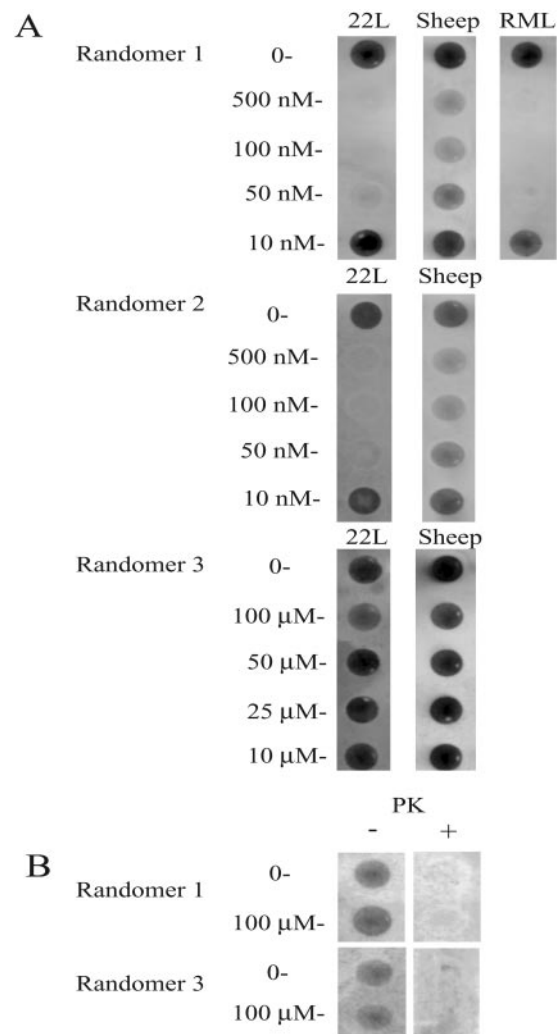 A
22L Sheep RML
Randomer 1 0-
500 nM-
100 nM-
50 nM-
10 nM-
22L Sheep
Randomer 2 0-
500 nM-
100 nM-
50 nM-
10 nM-
22L Sheep
Randomer 3 0-
100 μM-
50 μM-
25 μM-
10 μM-
PK
- +
B
Randomer 1 0-
100 μM-
Randomer 3 0-
100 μM-